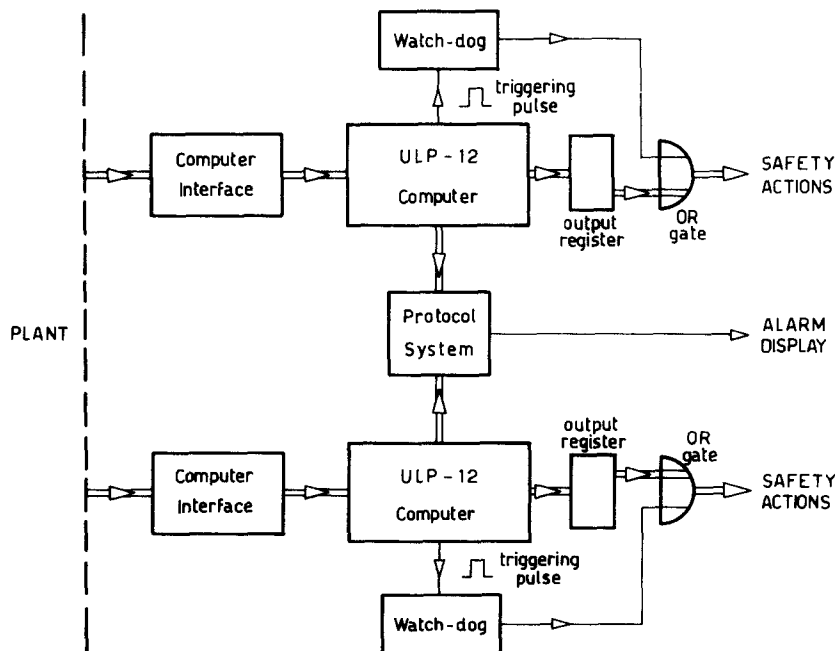 Watch-dog
triggering
pulse
Computer
Interface
ULP-12
Computer
output
register
OR
gate
SAFETY
ACTIONS
PLANT
Protocol
System
ALARM
DISPLAY
Computer
Interface
ULP-12
Computer
output
register
OR
gate
SAFETY
ACTIONS
triggering
pulse
Watch-dog